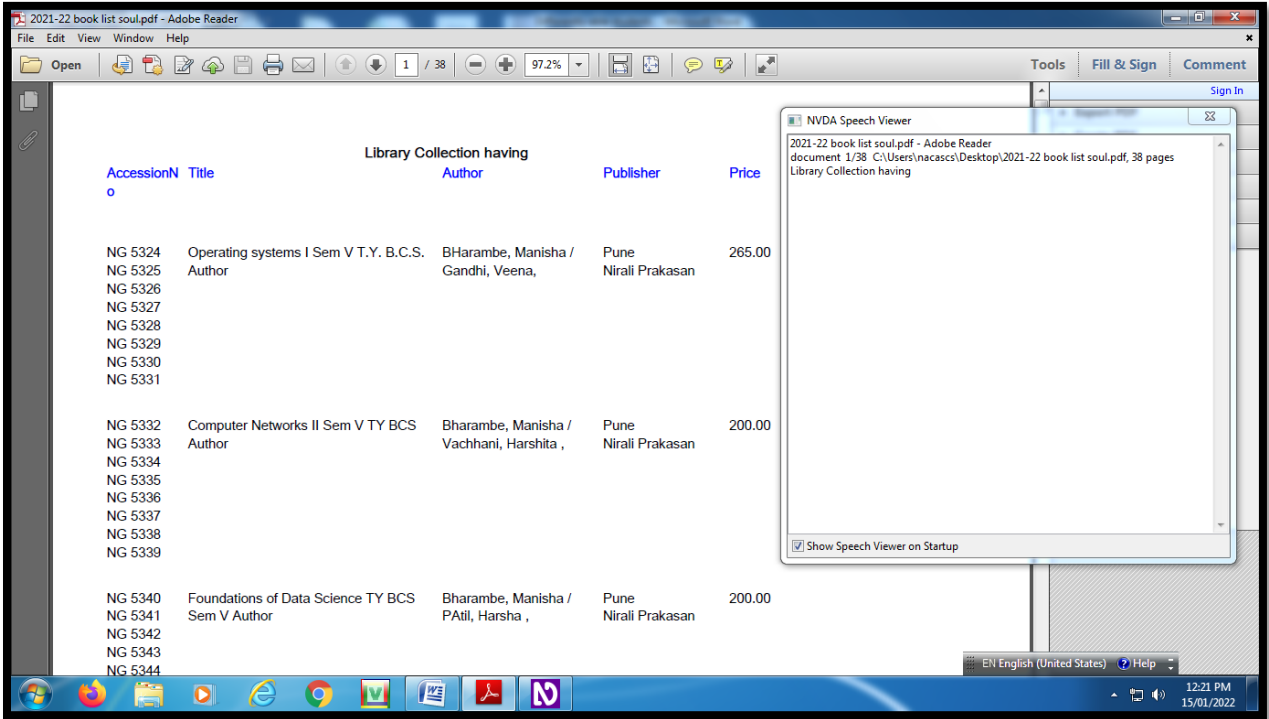 2021-22 book list soul.pdf - Adobe Reader
File Edit View Window Help
Open 1 / 38 97.2% Tools Fill & Sign Comment
Sign In
Library Collection having
AccessionN Title Author Publisher Price
o
NG 5324 Operating systems I Sem V T.Y. B.C.S. BHarambe, Manisha / Pune 265.00
NG 5325 Author Gandhi, Veena, Nirali Prakasan
NG 5326
NG 5327
NG 5328
NG 5329
NG 5330
NG 5331
NG 5332 Computer Networks II Sem V TY BCS Bharambe, Manisha / Pune 200.00
NG 5333 Author Vachhani, Harshita , Nirali Prakasan
NG 5334
NG 5335
NG 5336
NG 5337
NG 5338
NG 5339
NG 5340 Foundations of Data Science TY BCS Bharambe, Manisha / Pune 200.00
NG 5341 Sem V Author PAtil, Harsha , Nirali Prakasan
NG 5342
NG 5343
NG 5344
NVDA Speech Viewer
2021-22 book list soul.pdf - Adobe Reader
document 1/38 C:\Users\nacascs\Desktop\2021-22 book list soul.pdf, 38 pages
Library Collection having
Show Speech Viewer on Startup
EN English (United States) Help
12:21 PM
15/01/2022